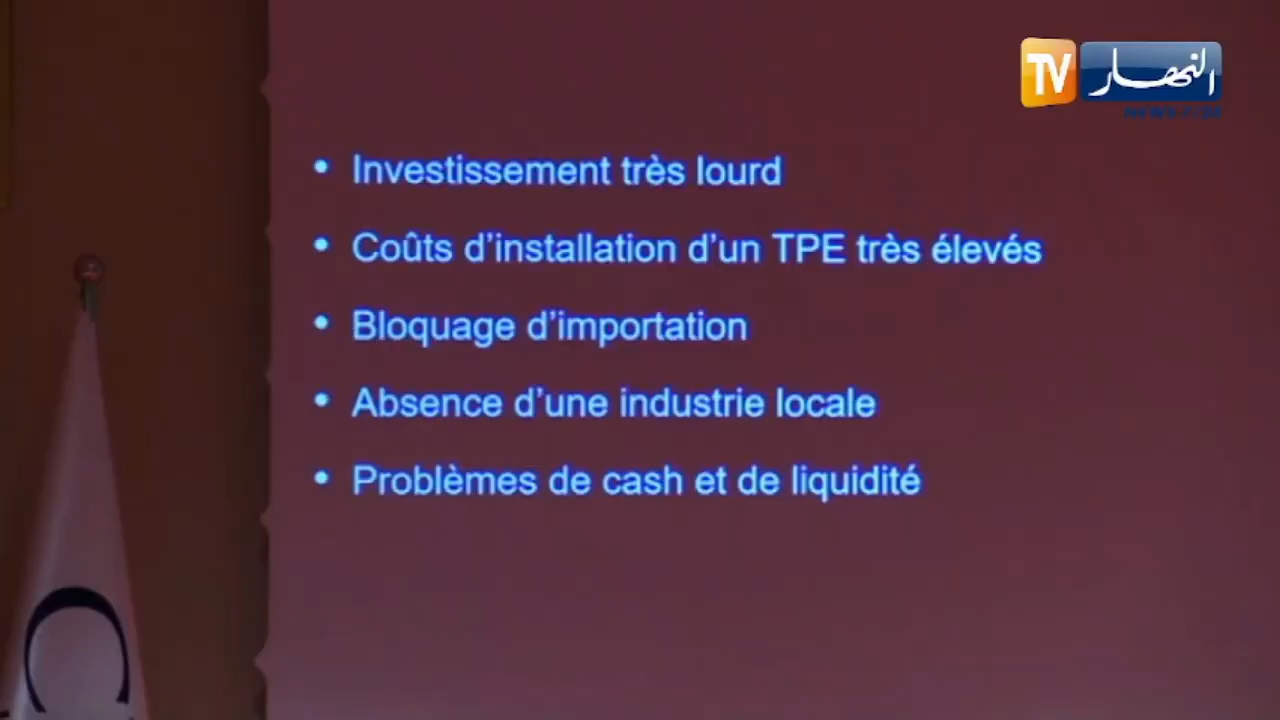 TV النهار
• Investissement très lourd
• Coûts d’installation d’un TPE très élevés
• Bloquage d’importation
• Absence d’une industrie locale
• Problèmes de cash et de liquidité